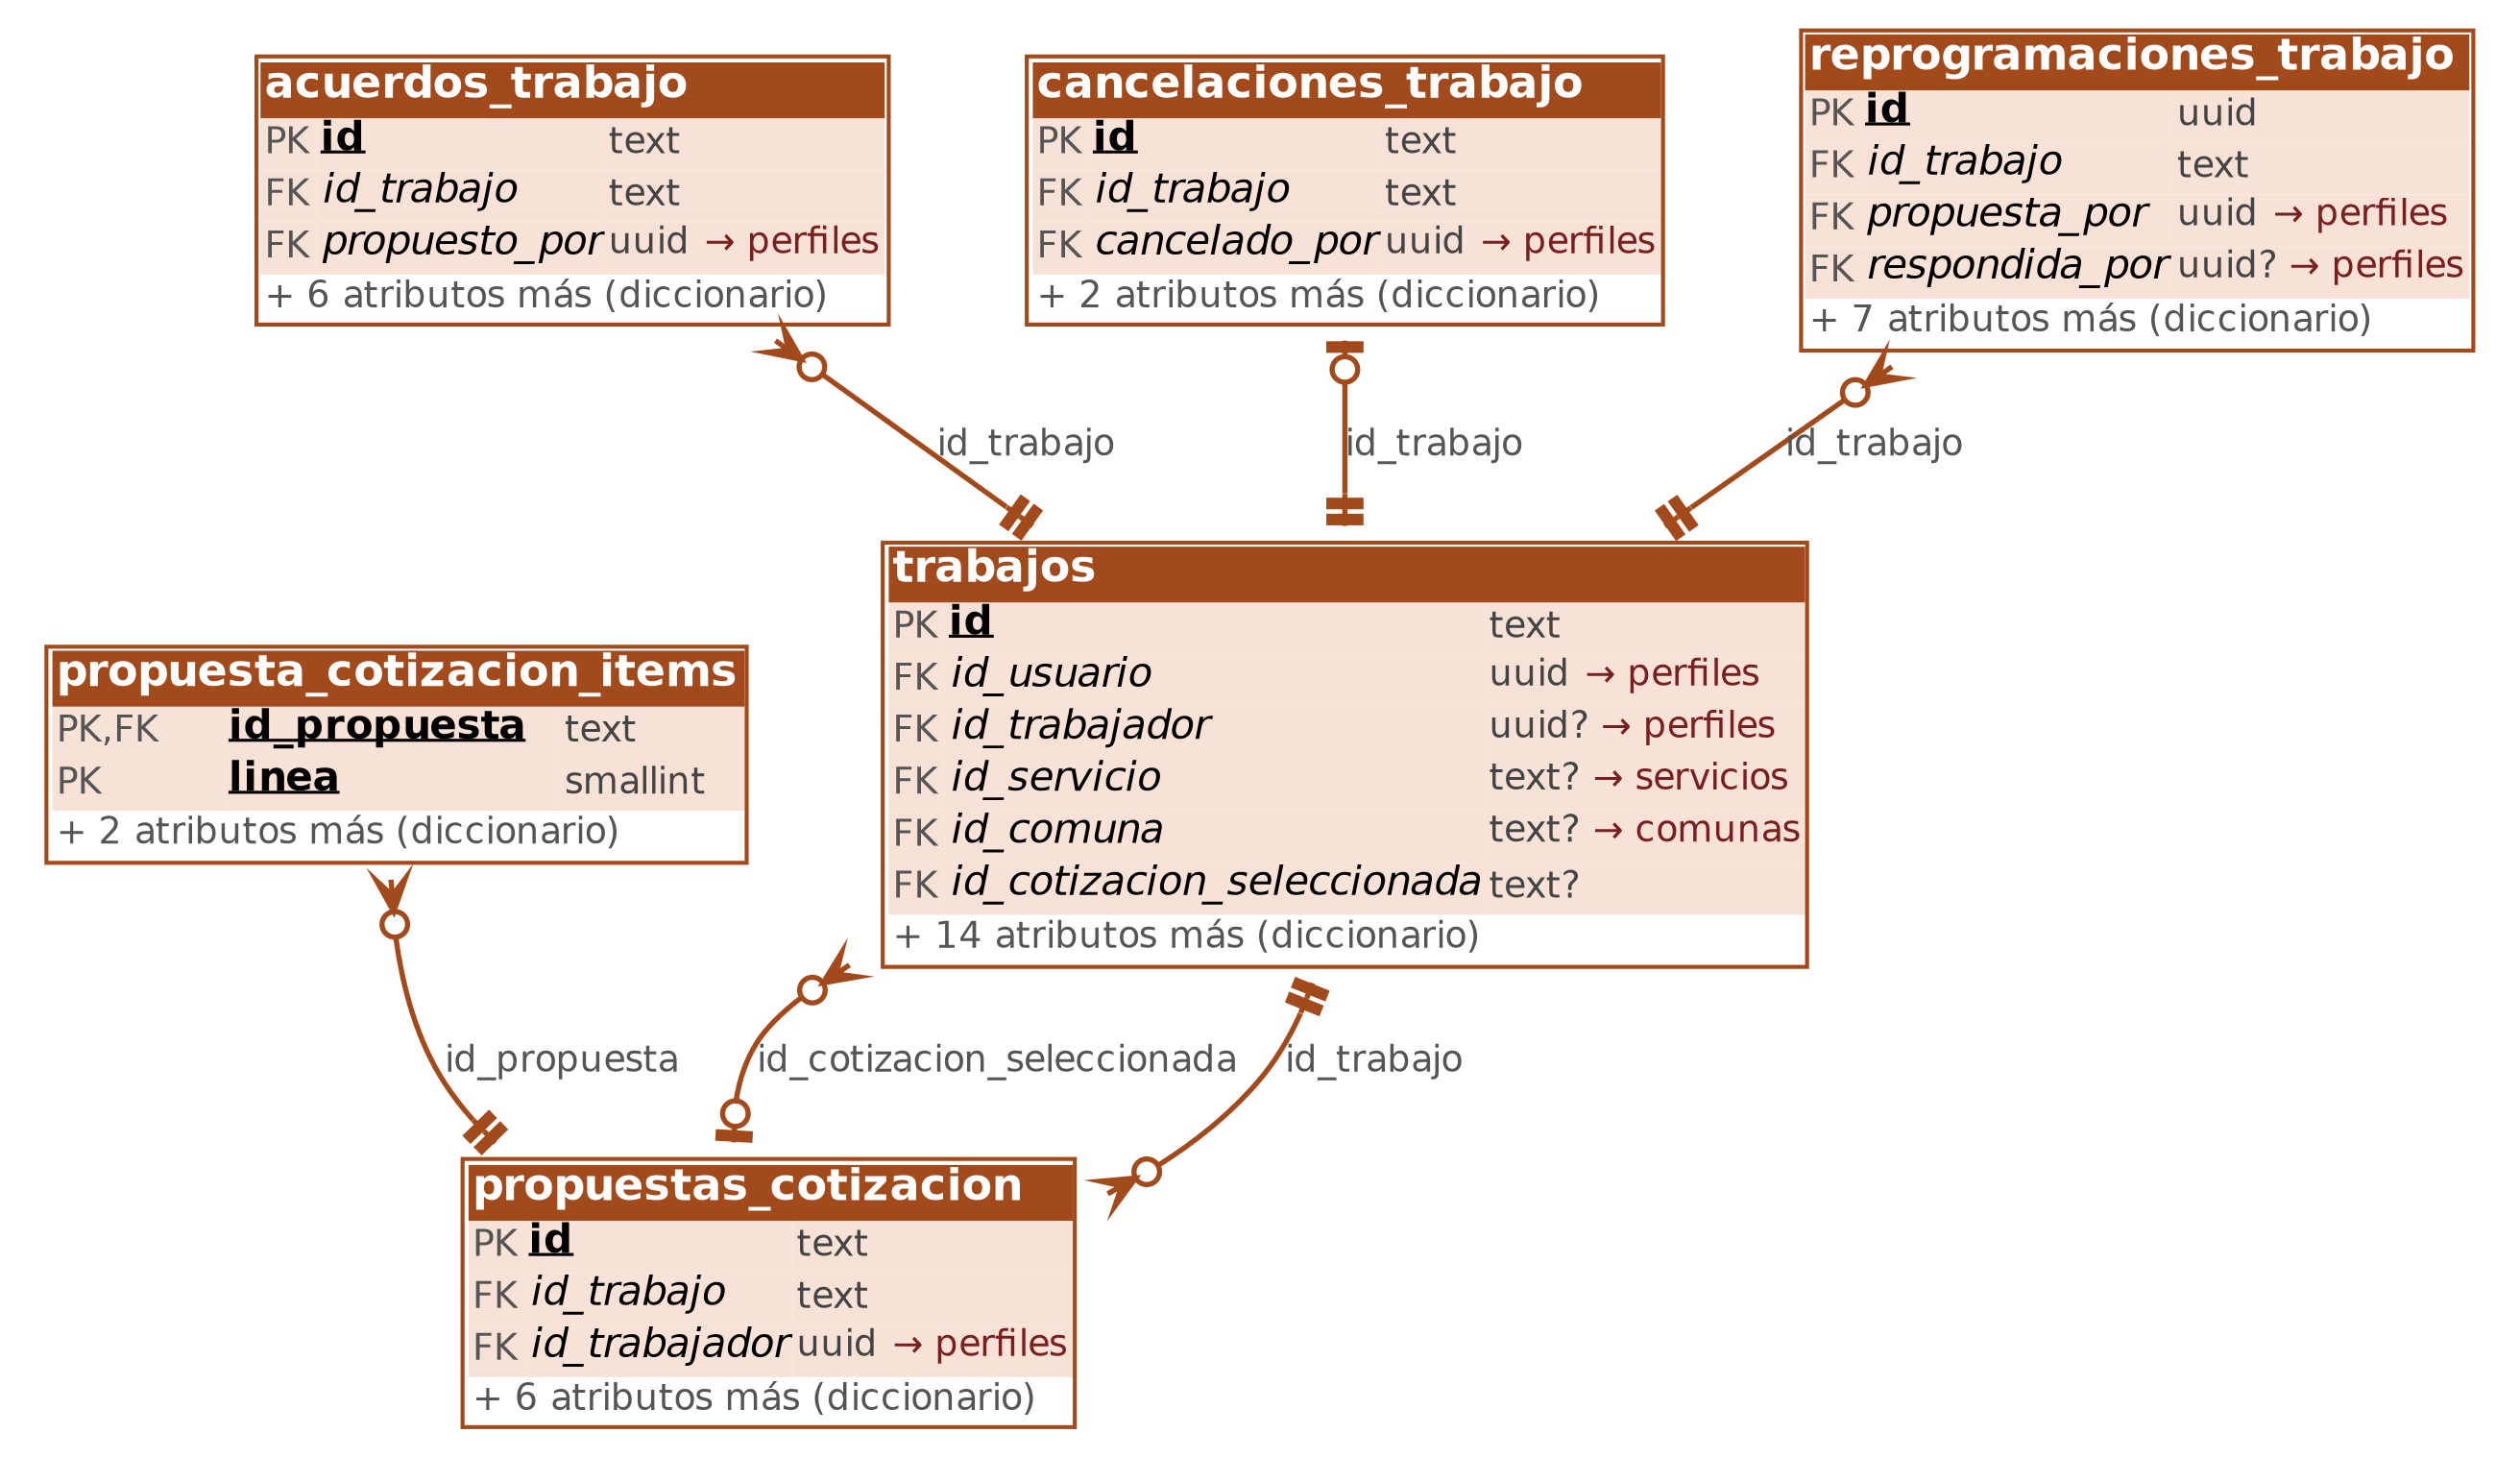 acuerdos_trabajo
PK id text
FK id_trabajo text
FK propuesto_por uuid → perfiles
+ 6 atributos más (diccionario)
cancelaciones_trabajo
PK id text
FK id_trabajo text
FK cancelado_por uuid → perfiles
+ 2 atributos más (diccionario)
reprogramaciones_trabajo
PK id uuid
FK id_trabajo text
FK propuesta_por uuid → perfiles
FK respondida_por uuid? → perfiles
+ 7 atributos más (diccionario)
id_trabajo
id_trabajo
id_trabajo
trabajos
PK id text
FK id_usuario uuid → perfiles
FK id_trabajador uuid? → perfiles
FK id_servicio text? → servicios
FK id_comuna text? → comunas
FK id_cotizacion_seleccionada text?
+ 14 atributos más (diccionario)
propuesta_cotizacion_items
PK,FK id_propuesta text
PK linea smallint
+ 2 atributos más (diccionario)
id_propuesta
id_cotizacion_seleccionada
id_trabajo
propuestas_cotizacion
PK id text
FK id_trabajo text
FK id_trabajador uuid → perfiles
+ 6 atributos más (diccionario)